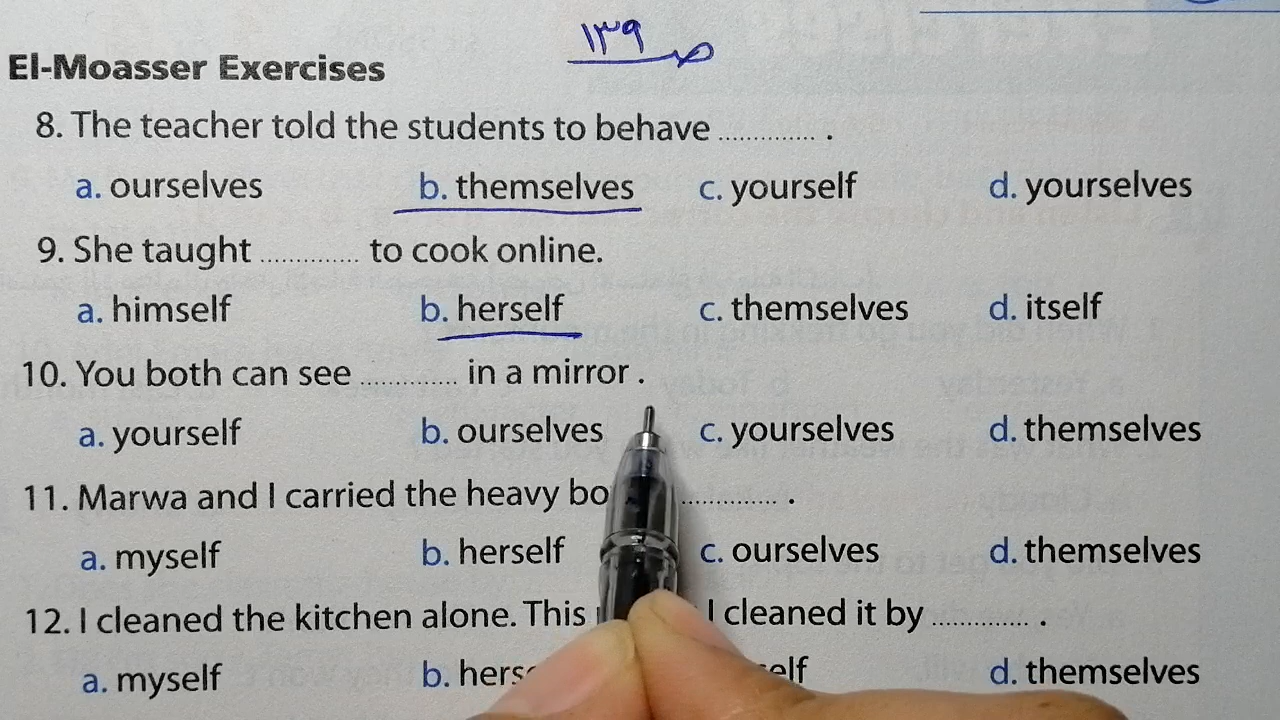 ص ١٣٩
El-Moasser Exercises
8. The teacher told the students to behave ............. .
a. ourselves b. themselves c. yourself d. yourselves
9. She taught ............. to cook online.
a. himself b. herself c. themselves d. itself
10. You both can see ............. in a mirror .
a. yourself b. ourselves c. yourselves d. themselves
11. Marwa and I carried the heavy ............. .
a. myself b. herself c. ourselves d. themselves
12. I cleaned the kitchen alone. This I cleaned it by ............. .
a. myself b. d. themselves